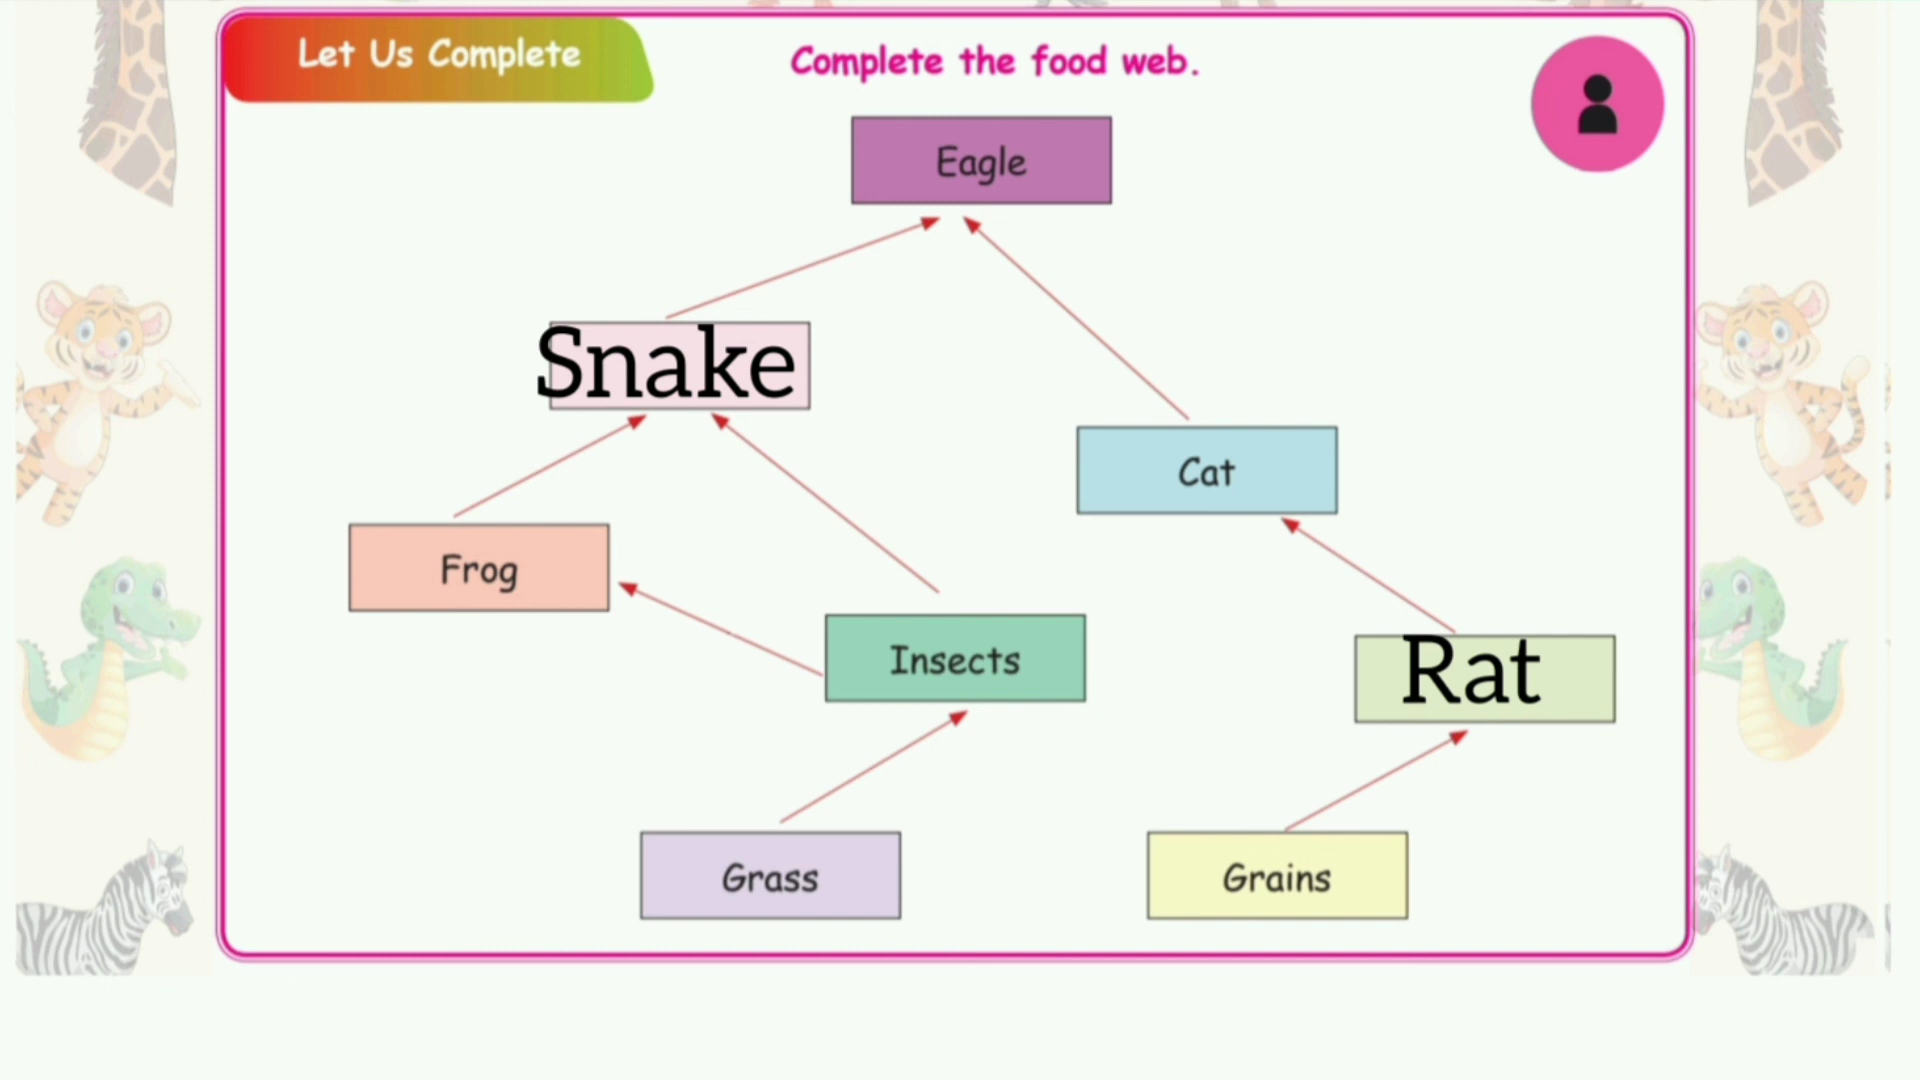 Let Us Complete
Complete the food web.
Eagle
Snake
Cat
Frog
Insects
Rat
Grass
Grains